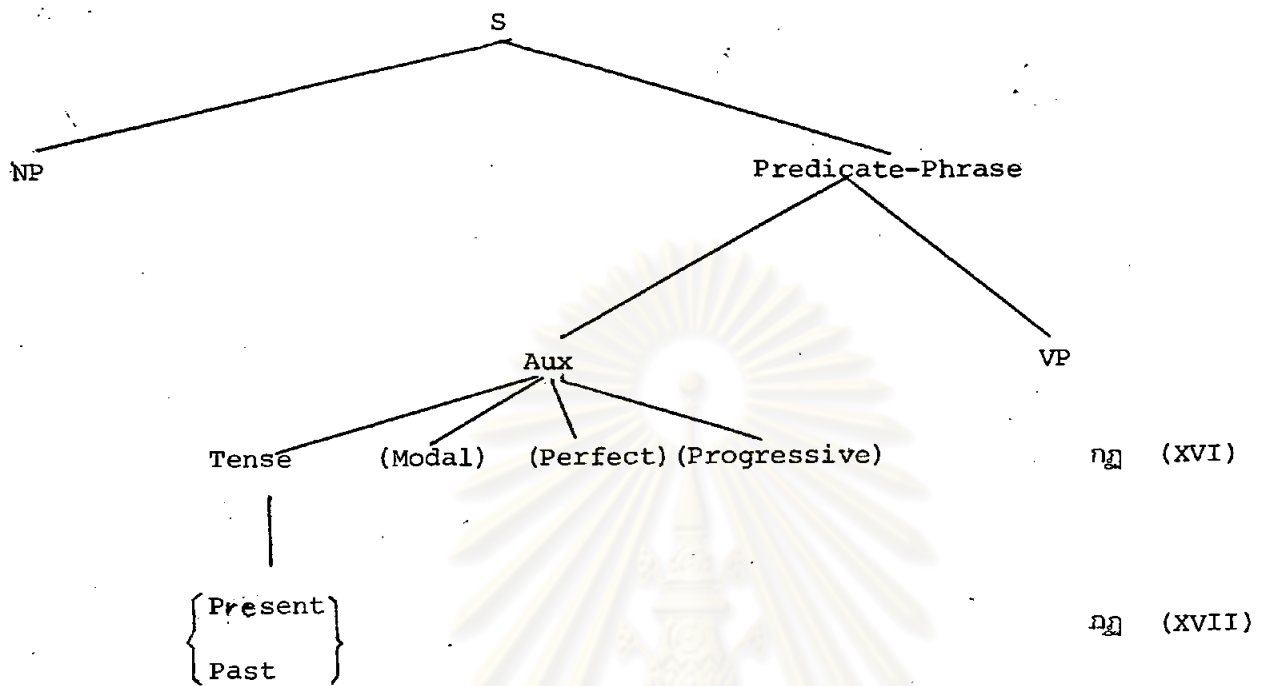 S
NP Predicate-Phrase
Aux VP
Tense (Modal) (Perfect) (Progressive) กฎ (XVI)
Present
กฎ (XVII)
Past